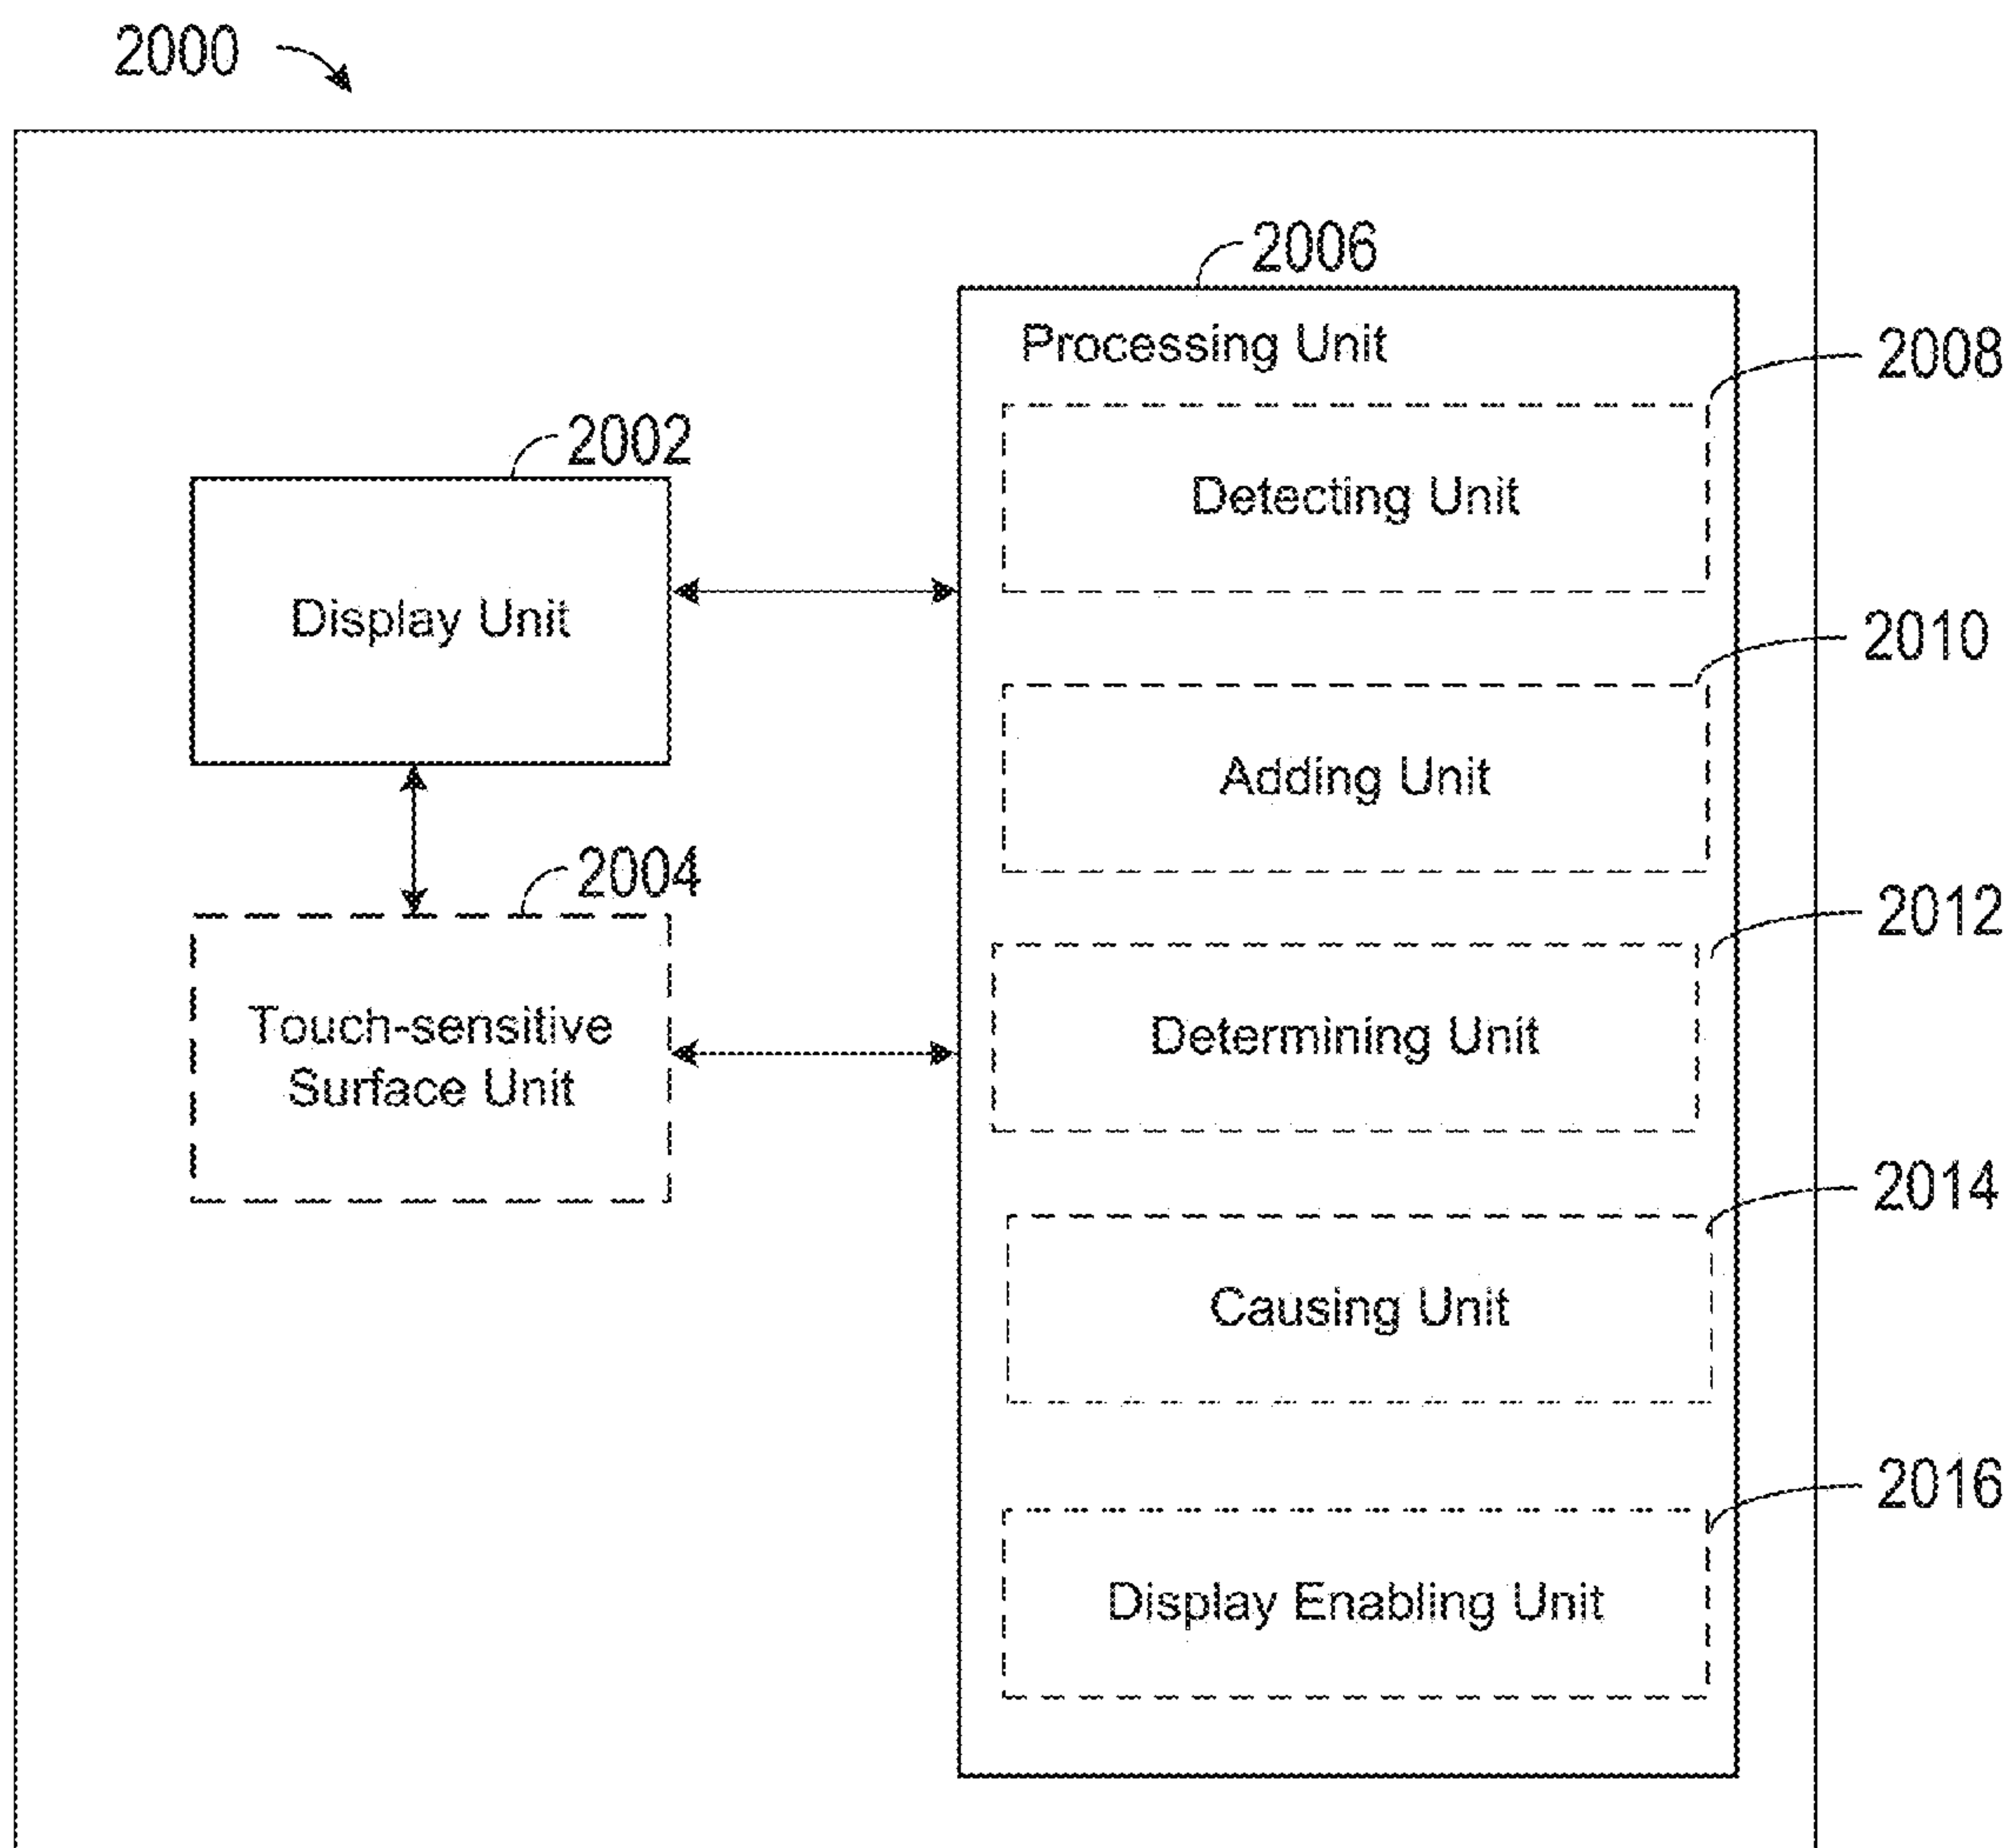 2000
2006
Processing Unit
2008
Detecting Unit
2002
Display Unit
2010
Adding Unit
2004
Touch-sensitive
Surface Unit
2012
Determining Unit
2014
Causing Unit
2016
Display Enabling Unit